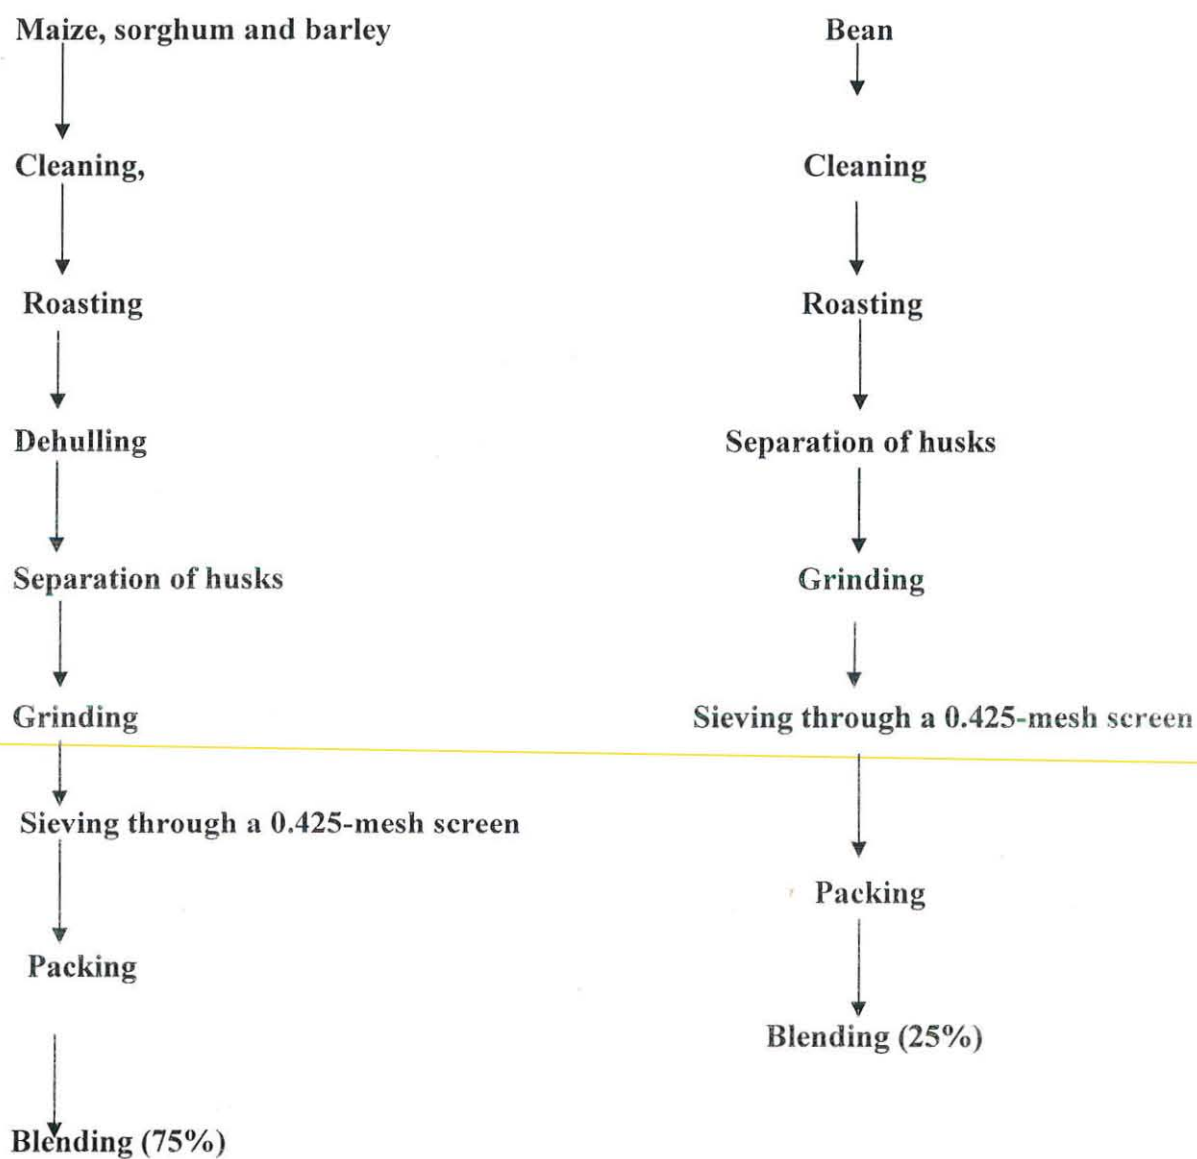 Maize, sorghum and barley
Cleaning,
Roasting
Dehulling
Separation of husks
Grinding
Sieving through a 0.425-mesh screen
Packing
Blending (75%)
Bean
Cleaning
Roasting
Separation of husks
Grinding
Sieving through a 0.425-mesh screen
Packing
Blending (25%)